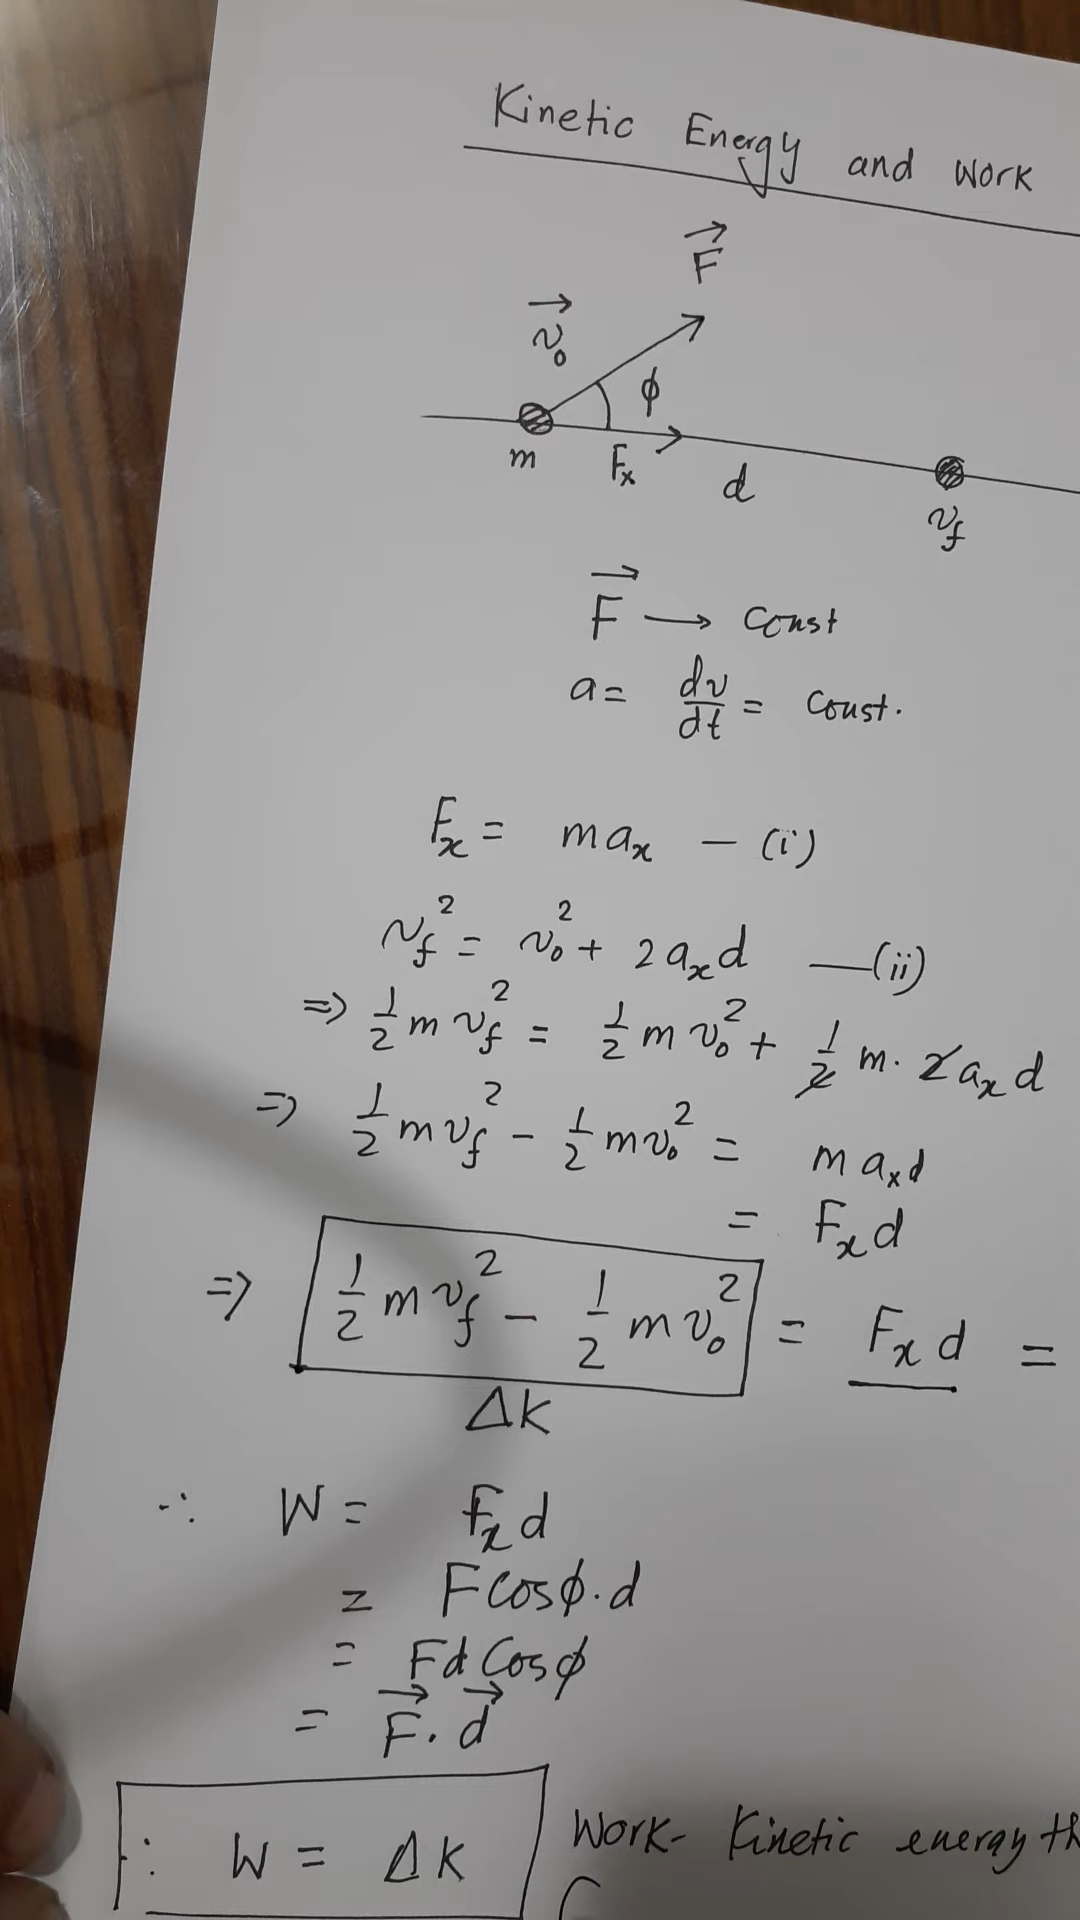 Kinetic Energy and Work
F⃗
v⃗₀
ϕ
m Fₓ d
v_f
F⃗ → Const
a = dv/dt = Const.
Fₓ = maₓ — (i)
v_f² = v₀² + 2aₓd — (ii)
⇒ ½mv_f² = ½mv₀² + ½m·2aₓd
⇒ ½mv_f² − ½mv₀² = maₓd
= Fₓd
⇒ ½mv_f² − ½mv₀² = Fₓd =
Δk
∴ W = Fₓd
= Fcosϕ.d
= FdCosϕ
= F⃗.d⃗
∴ W = Δk Work-Kinetic energy th